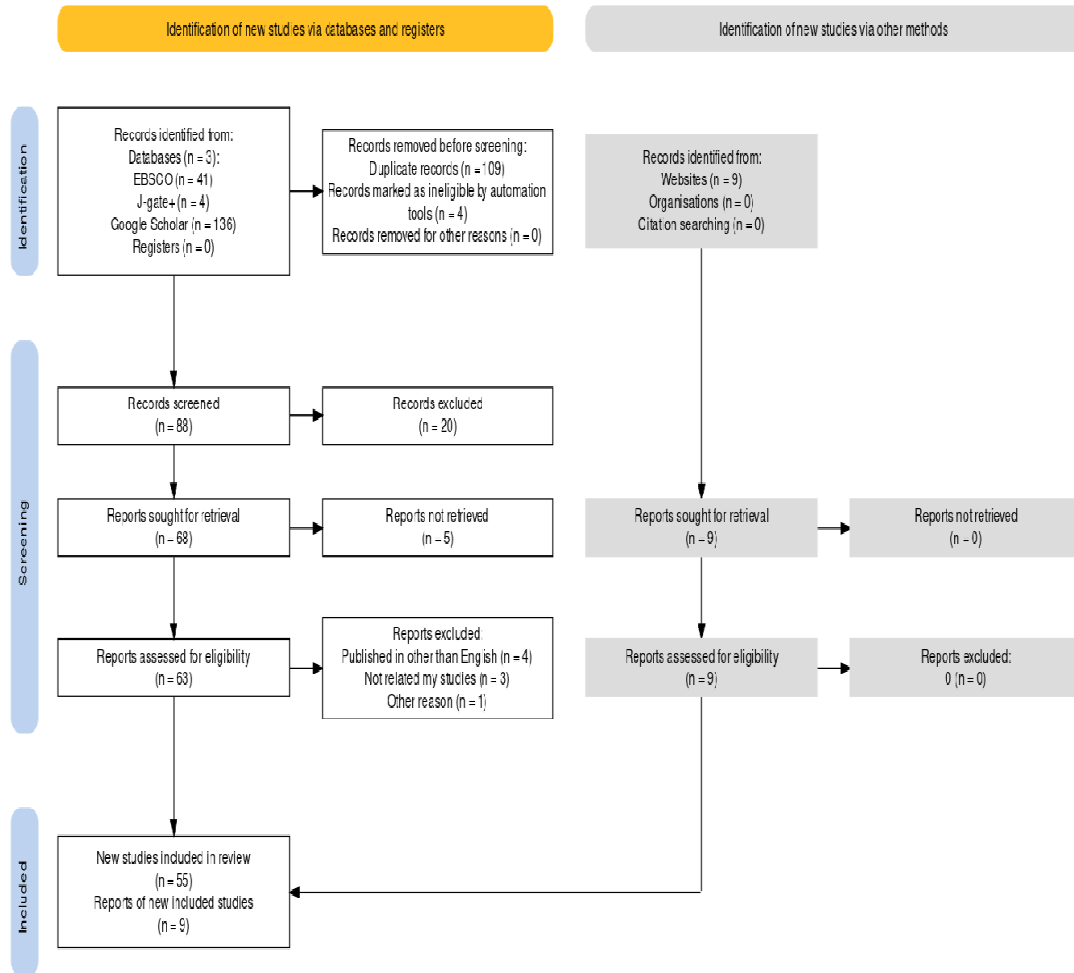 Identification of new studies via databases and registers
Identification of new studies via other methods
Identification
Records identified from:
Databases (n = 3):
EBSCO (n = 41)
J-gate+ (n = 4)
Google Scholar (n = 136)
Registers (n = 0)
Records removed before screening:
Duplicate records (n = 109)
Records marked as ineligible by automation
tools (n = 4)
Records removed for other reasons (n = 0)
Records identified from:
Websites (n = 9)
Organisations (n = 0)
Citation searching (n = 0)
Screening
Records screened
(n = 88)
Records excluded
(n = 20)
Reports sought for retrieval
(n = 68)
Reports not retrieved
(n = 5)
Reports sought for retrieval
(n = 9)
Reports not retrieved
(n = 0)
Reports assessed for eligibility
(n = 63)
Reports excluded:
Published in other than English (n = 4)
Not related my studies (n = 3)
Other reason (n = 1)
Reports assessed for eligibility
(n = 9)
Reports excluded:
0 (n = 0)
Included
New studies included in review
(n = 55)
Reports of new included studies
(n = 9)